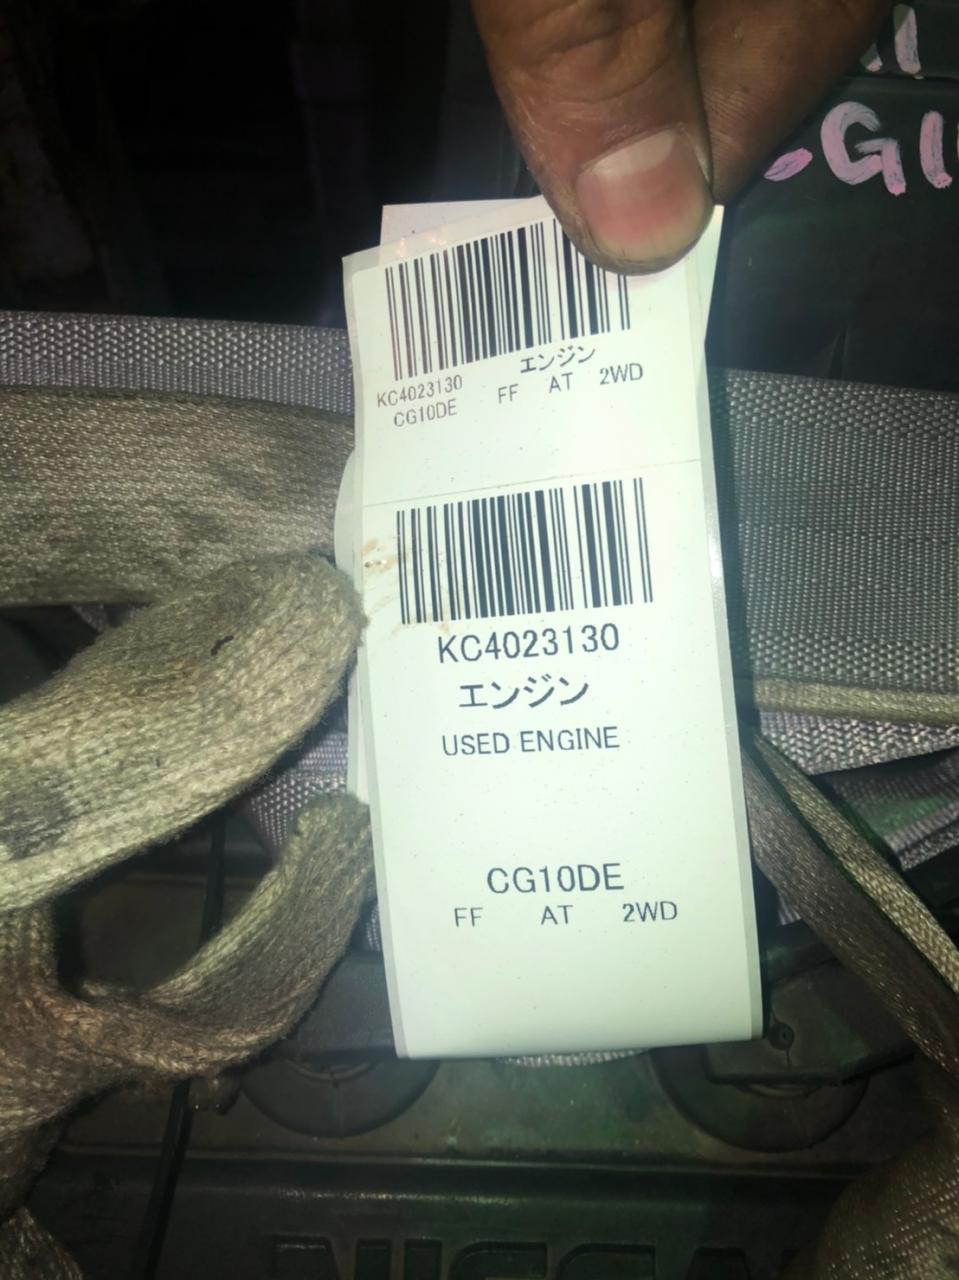 -G1
エンジン
KC4023130 FF AT 2WD
CG10DE
KC4023130
エンジン
USED ENGINE
CG10DE
FF AT 2WD